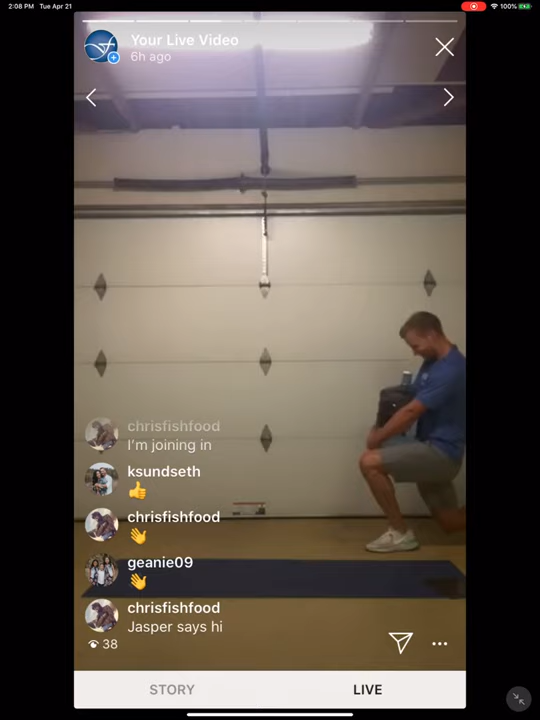 2:08 PM Tue Apr 21
100%
Your Live Video
6h ago
chrisfishfood
I'm joining in
ksundseth
👍
chrisfishfood
👋
geanie09
👋
chrisfishfood
Jasper says hi
38
STORY
LIVE